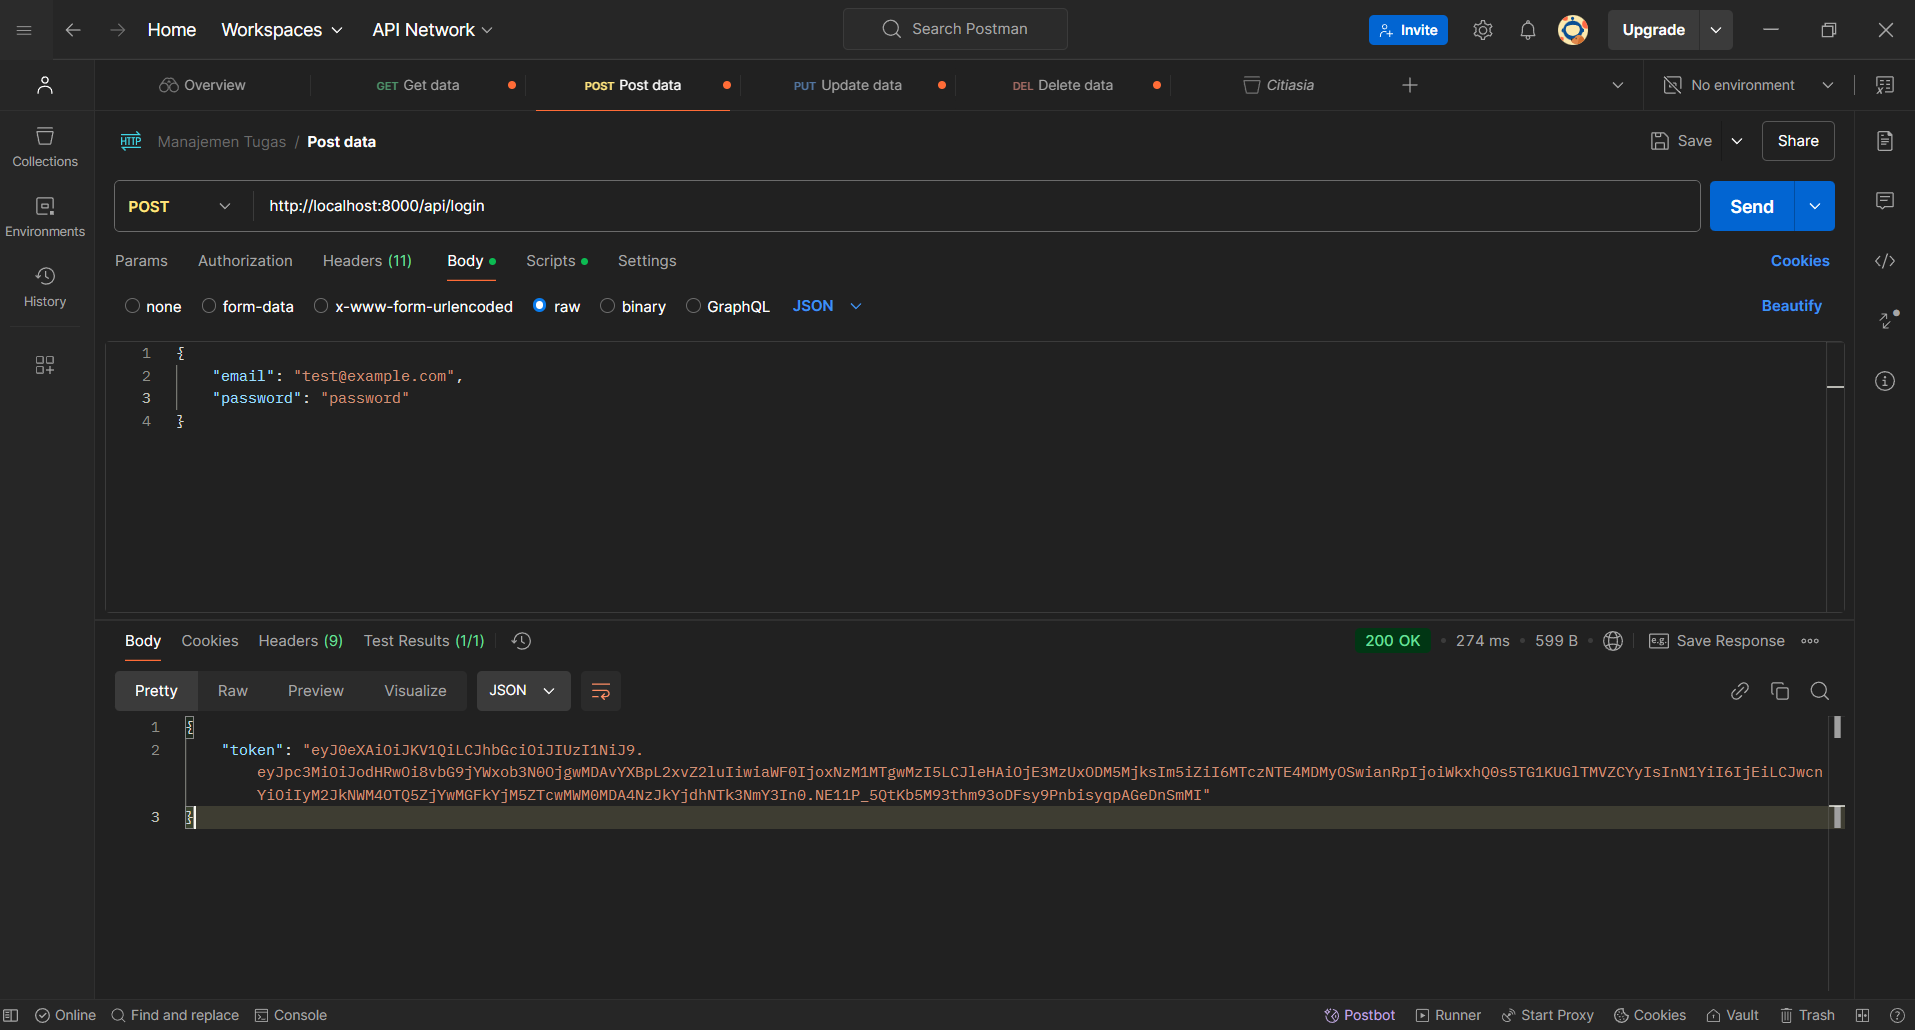 Home Workspaces API Network Search Postman Invite Upgrade
Overview GET Get data POST Post data PUT Update data DEL Delete data Citiasia No environment
HTTP Manajemen Tugas / Post data Save Share
Collections
POST http://localhost:8000/api/login Send
Environments
Params Authorization Headers (11) Body Scripts Settings Cookies
History
none form-data x-www-form-urlencoded raw binary GraphQL JSON Beautify
1 {
2 "email": "test@example.com",
3 "password": "password"
4 }
Body Cookies Headers (9) Test Results (1/1) 200 OK 274 ms 599 B e.g. Save Response
Pretty Raw Preview Visualize JSON
1 {
2 "token": "eyJ0eXAiOiJKV1QiLCJhbGciOiJIUzI1NiJ9.
eyJpc3MiOiJodHRwOi8vbG9jYWxob3N0OjgwMDAvYXBpL2xvZ2luIiwiaWF0IjoxNzM1MTgwMzI5LCJleHAiOjE3MzUxODM5MjksIm5iZiI6MTczNTE4MDMyOSwianRpIjoiWkxhQ0s5TG1KUGlTMVZCYyIsInN1YiI6IjEiLCJwcn
YiOiIyM2JkNWM4OTQ5ZjYwMGFkYjM5ZTcwMWM0MDA4NzJkYjdhNTk3NmY3In0.NE11P_5QtKb5M93thm93oDFsy9PnbisyqpAGeDnSmMI"
3 }
Online Find and replace Console Postbot Runner Start Proxy Cookies Vault Trash